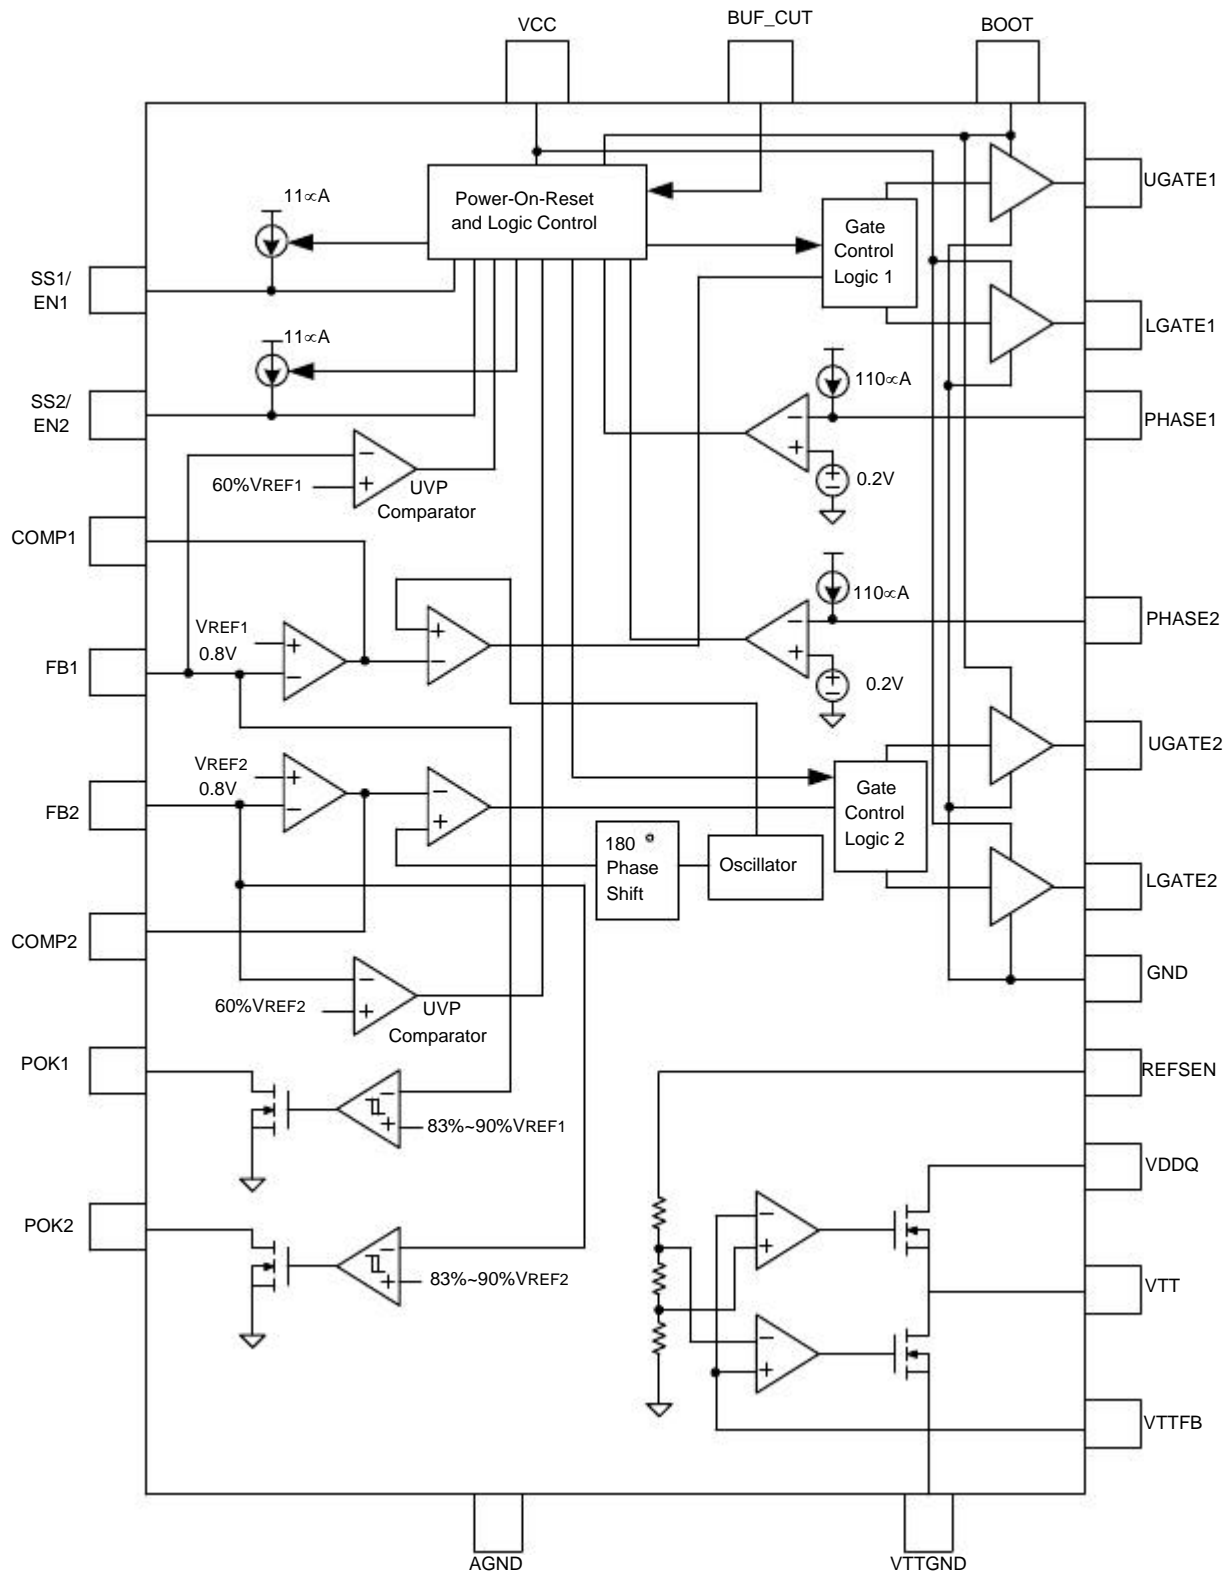 VCC
BUF_CUT
BOOT
UGATE1
11∝A
Power-On-Reset
and Logic Control
Gate
Control
Logic 1
SS1/
EN1
LGATE1
11∝A
110∝A
SS2/
EN2
PHASE1
-
+
-
+
+
-
0.2V
60%VREF1
UVP
Comparator
COMP1
110∝A
PHASE2
VREF1
0.8V
+
-
+
-
-
+
+
-
0.2V
FB1
UGATE2
VREF2
0.8V
+
-
-
+
FB2
Gate
Control
Logic 2
180 °
Phase
Shift
Oscillator
LGATE2
COMP2
GND
-
+
60%VREF2
UVP
Comparator
POK1
REFSEN
-
+
83%~90%VREF1
VDDQ
POK2
-
+
-
+
83%~90%VREF2
VTT
-
+
VTTFB
AGND
VTTGND